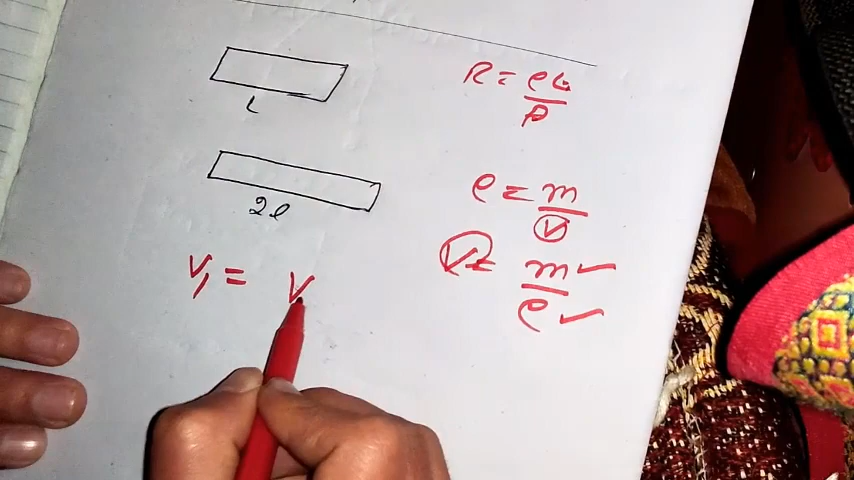 L
2l
V₁ = V
R = ρL/A
ρ = m/V
V = m/ρ